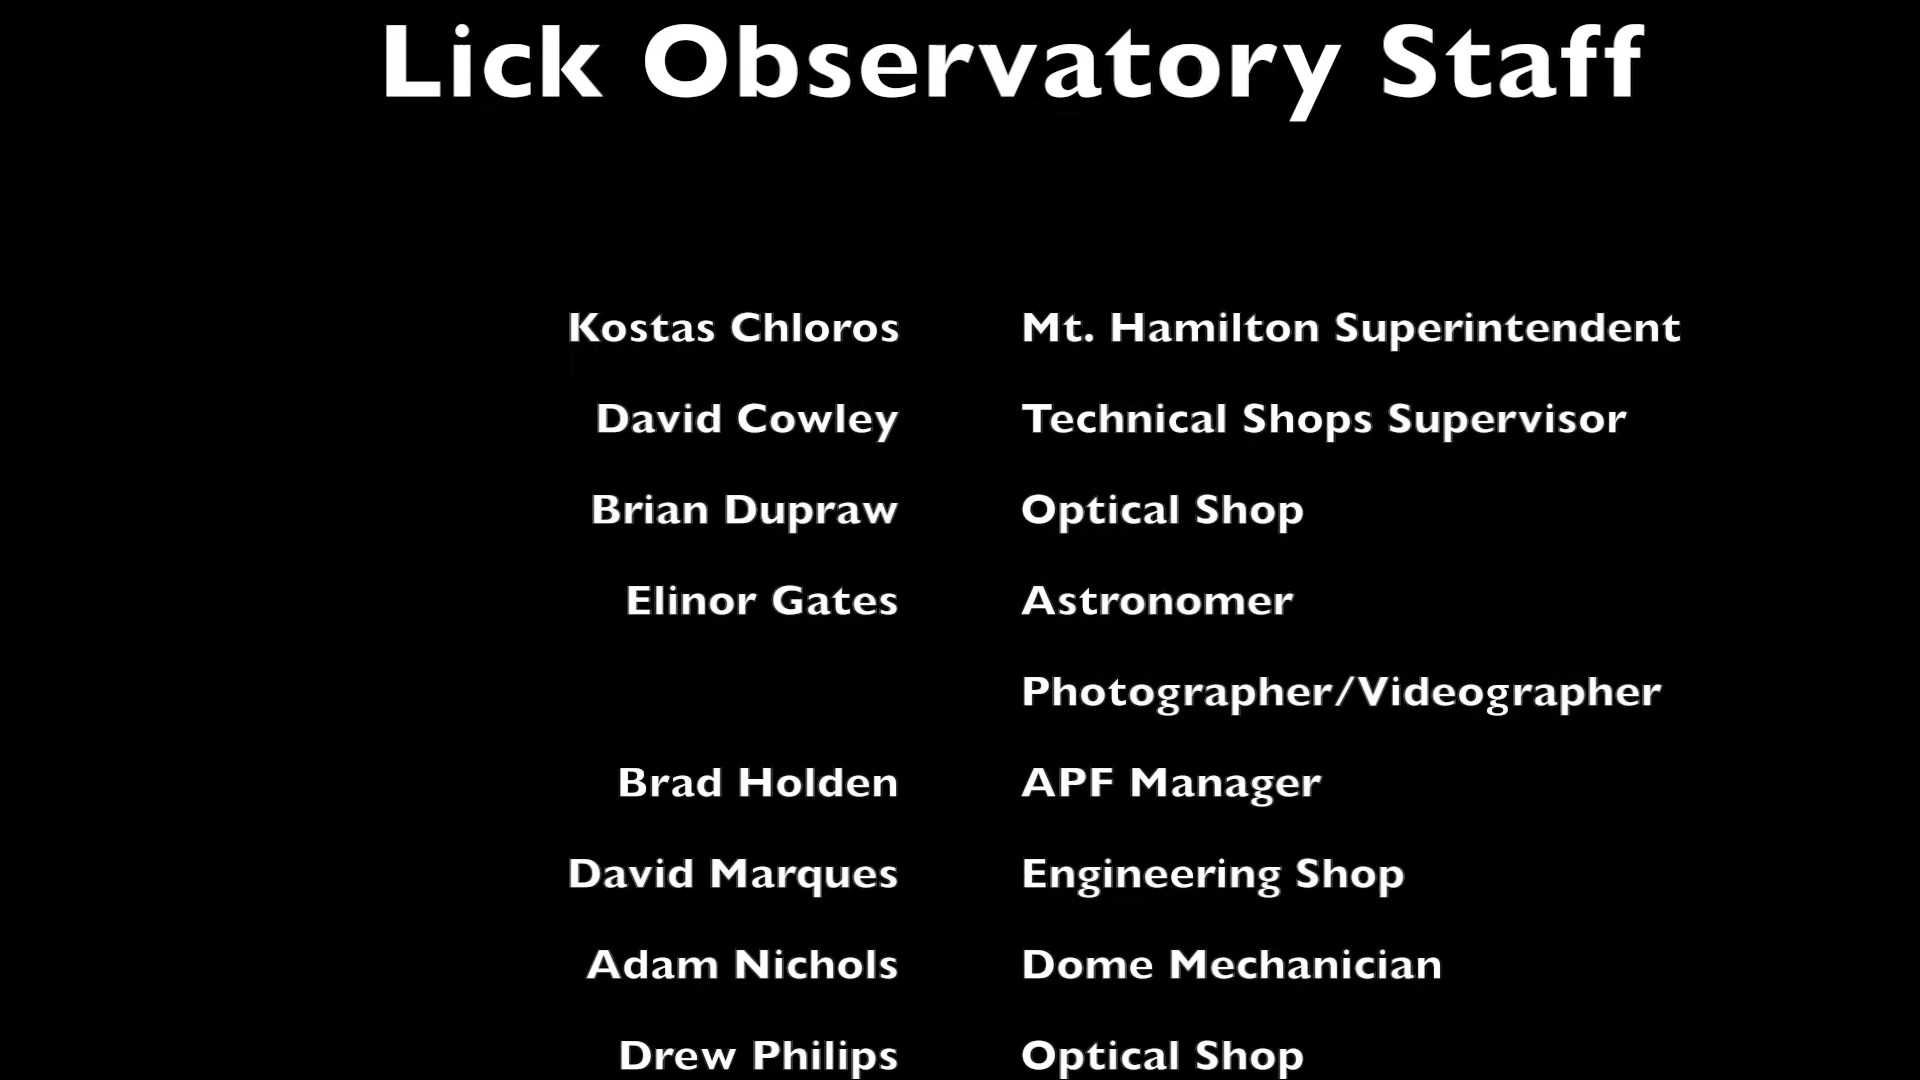 Lick Observatory Staff
Kostas Chloros Mt. Hamilton Superintendent
David Cowley Technical Shops Supervisor
Brian Dupraw Optical Shop
Elinor Gates Astronomer
Photographer/Videographer
Brad Holden APF Manager
David Marques Engineering Shop
Adam Nichols Dome Mechanician
Drew Philips Optical Shop